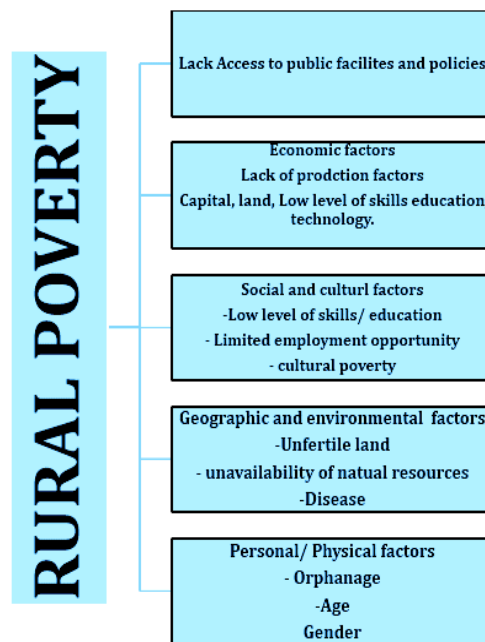 RURAL POVERTY
Lack Access to public facilites and policies
Economic factors
Lack of prodction factors
Capital, land, Low level of skills education
technology.
Social and culturl factors
-Low level of skills/ education
- Limited employment opportunity
- cultural poverty
Geographic and environmental factors
-Unfertile land
- unavailability of natual resources
-Disease
Personal/ Physical factors
- Orphanage
-Age
Gender